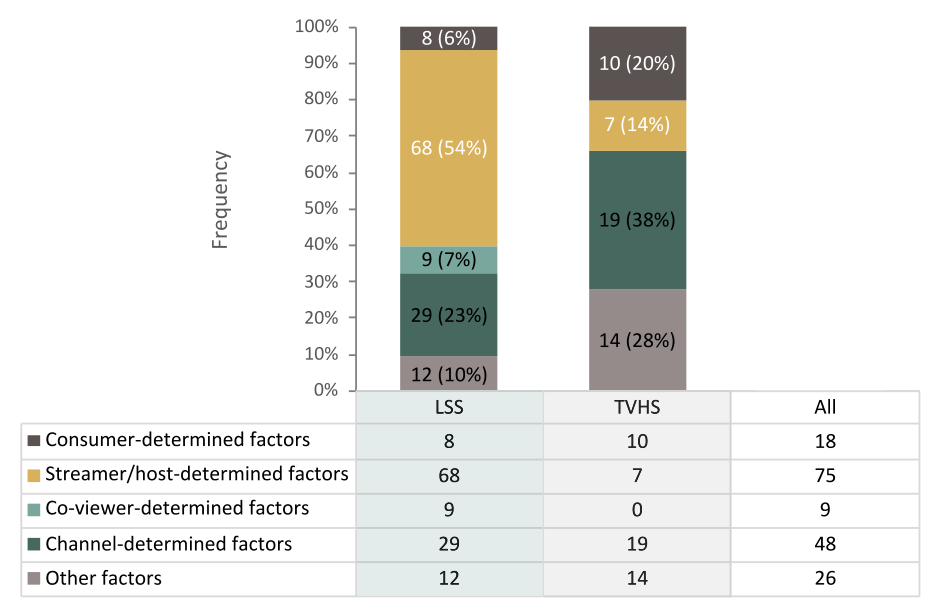 100%
90%
80%
70%
60%
50%
40%
30%
20%
10%
0%
Frequency
8 (6%)
68 (54%)
9 (7%)
29 (23%)
12 (10%)
10 (20%)
7 (14%)
19 (38%)
14 (28%)
LSS TVHS All
Consumer-determined factors 8 10 18
Streamer/host-determined factors 68 7 75
Co-viewer-determined factors 9 0 9
Channel-determined factors 29 19 48
Other factors 12 14 26